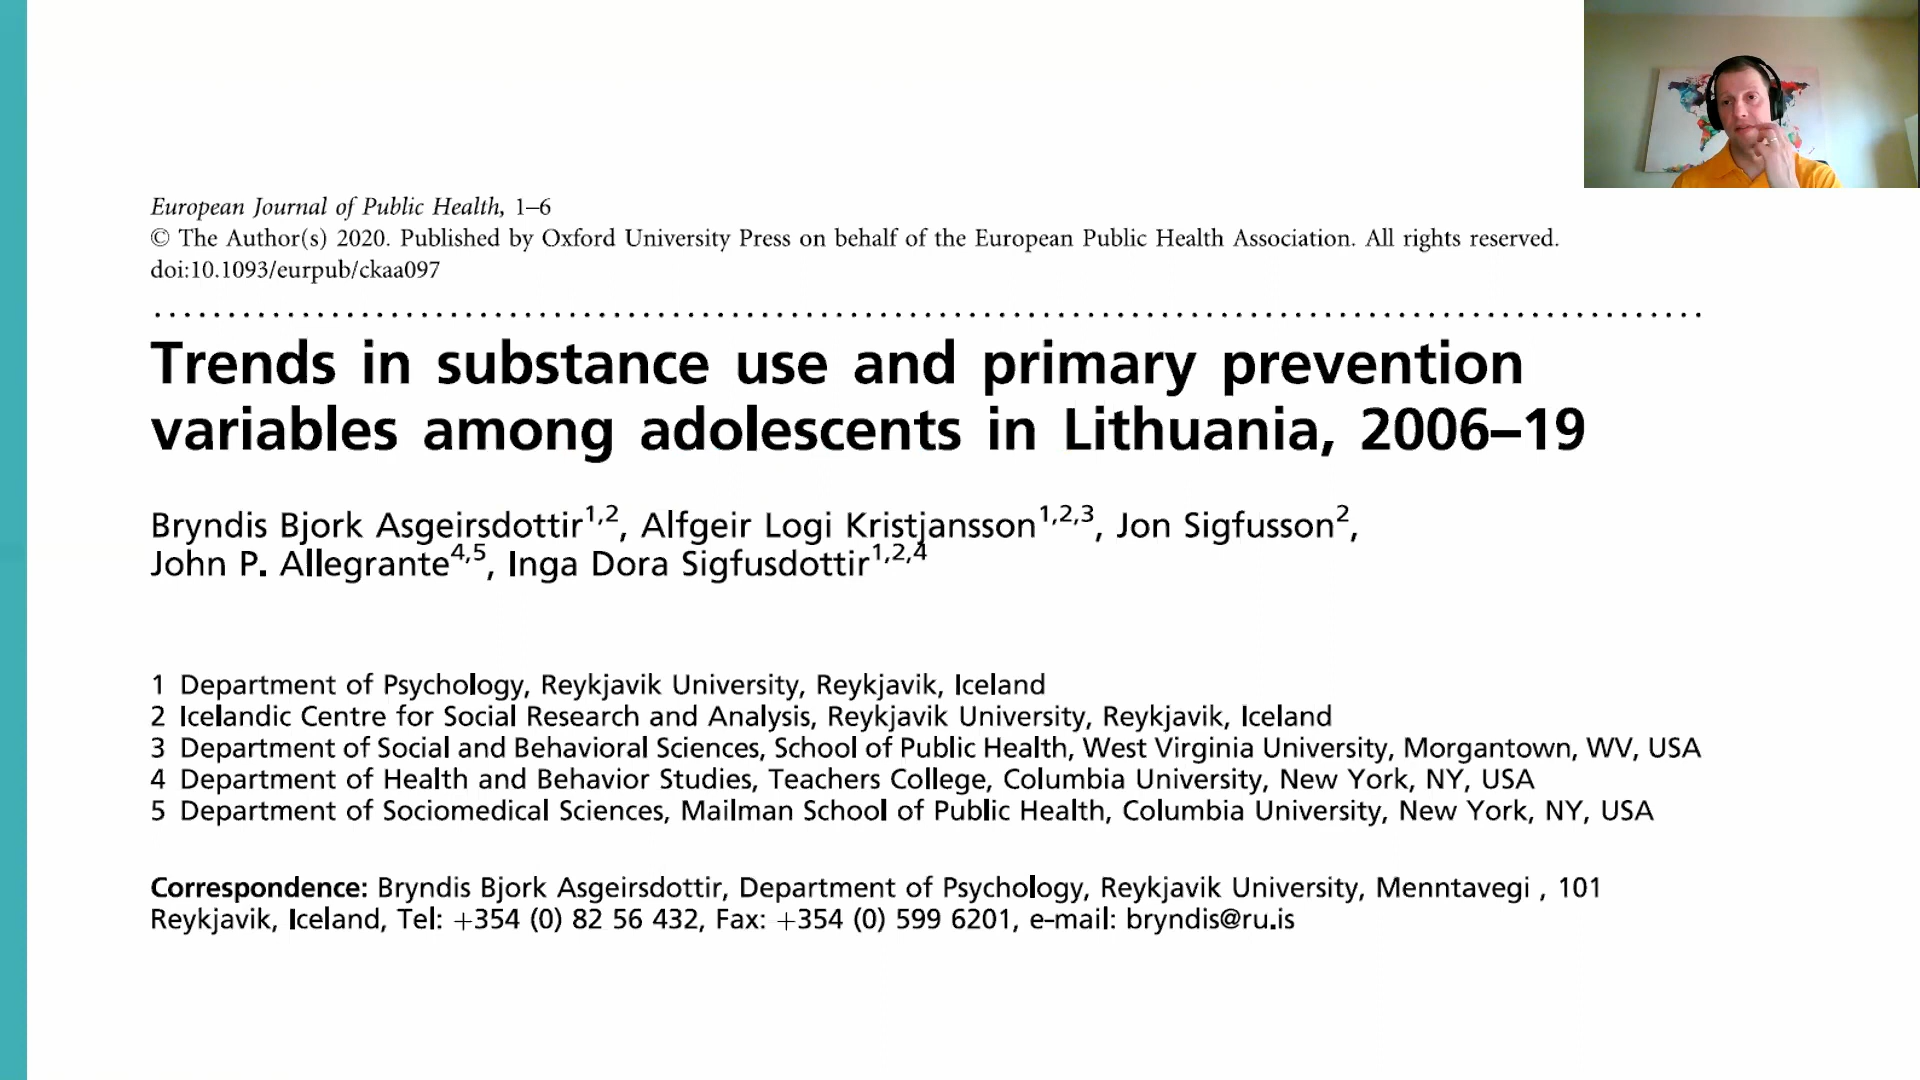 European Journal of Public Health, 1–6
© The Author(s) 2020. Published by Oxford University Press on behalf of the European Public Health Association. All rights reserved.
doi:10.1093/eurpub/ckaa097
Trends in substance use and primary prevention
variables among adolescents in Lithuania, 2006–19
Bryndis Bjork Asgeirsdottir1,2, Alfgeir Logi Kristjansson1,2,3, Jon Sigfusson2,
John P. Allegrante4,5, Inga Dora Sigfusdottir1,2,4
1 Department of Psychology, Reykjavik University, Reykjavik, Iceland
2 Icelandic Centre for Social Research and Analysis, Reykjavik University, Reykjavik, Iceland
3 Department of Social and Behavioral Sciences, School of Public Health, West Virginia University, Morgantown, WV, USA
4 Department of Health and Behavior Studies, Teachers College, Columbia University, New York, NY, USA
5 Department of Sociomedical Sciences, Mailman School of Public Health, Columbia University, New York, NY, USA
Correspondence: Bryndis Bjork Asgeirsdottir, Department of Psychology, Reykjavik University, Menntavegi , 101
Reykjavik, Iceland, Tel: +354 (0) 82 56 432, Fax: +354 (0) 599 6201, e-mail: bryndis@ru.is